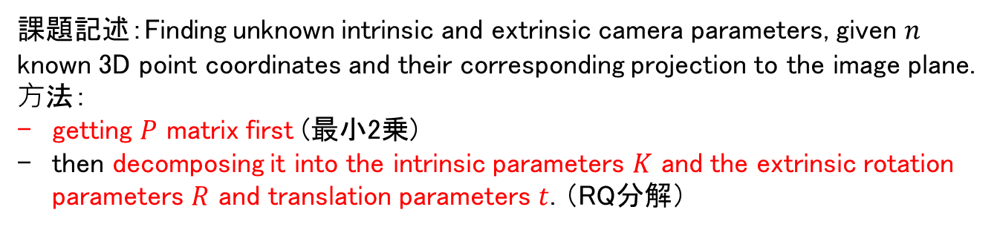 課題記述：Finding unknown intrinsic and extrinsic camera parameters, given n
known 3D point coordinates and their corresponding projection to the image plane.
方法：
− getting P matrix first (最小2乗)
− then decomposing it into the intrinsic parameters K and the extrinsic rotation
parameters R and translation parameters t. (RQ分解)